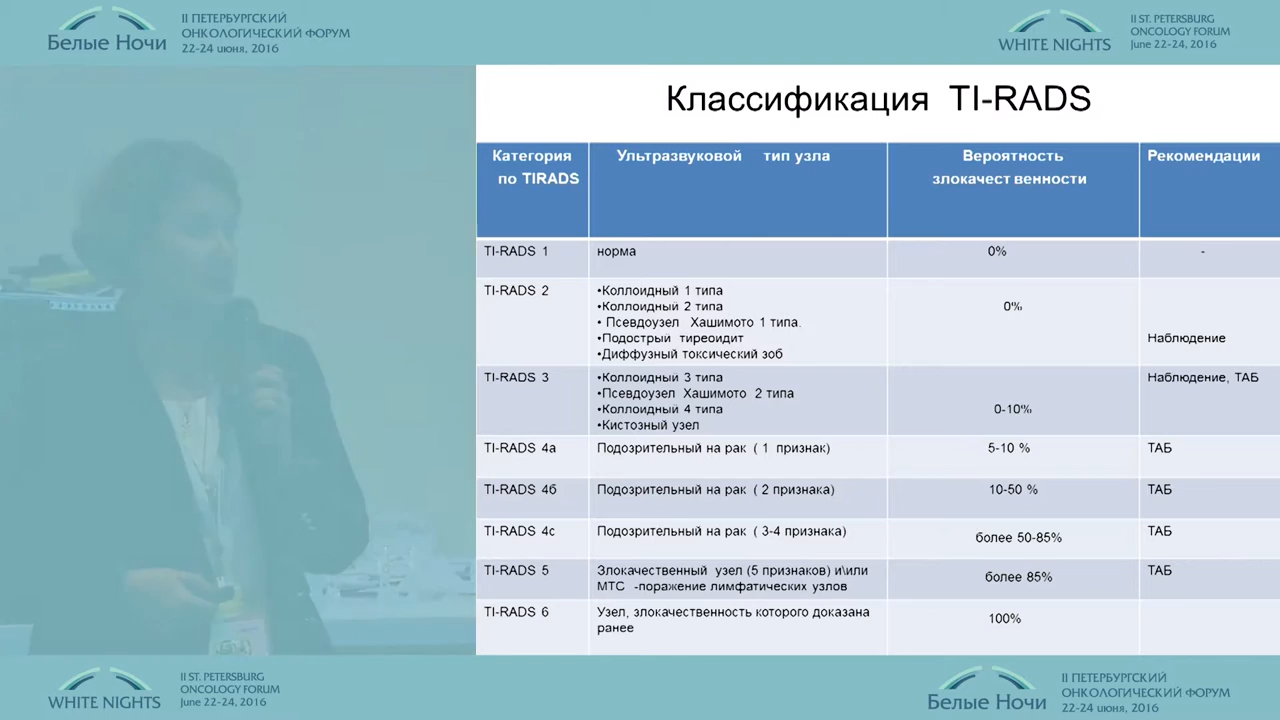 II ПЕТЕРБУРГСКИЙ
ОНКОЛОГИЧЕСКИЙ ФОРУМ
Белые Ночи
22-24 июня, 2016
II ST. PETERSBURG
ONCOLOGY FORUM
WHITE NIGHTS
June 22-24, 2016
Классификация TI-RADS
Категория
по TIRADS
Ультразвуковой тип узла
Вероятность
злокачест венности
Рекомендации
TI-RADS 1
норма
0%
-
TI-RADS 2
•Коллоидный 1 типа
•Коллоидный 2 типа
• Псевдоузел Хашимото 1 типа.
•Подострый тиреоидит
•Диффузный токсический зоб
0%
Наблюдение
TI-RADS 3
•Коллоидный 3 типа
•Псевдоузел Хашимото 2 типа
•Коллоидный 4 типа
•Кистозный узел
0-10%
Наблюдение, ТАБ
TI-RADS 4а
Подозрительный на рак ( 1 признак)
5-10 %
ТАБ
TI-RADS 4б
Подозрительный на рак ( 2 признака)
10-50 %
ТАБ
TI-RADS 4с
Подозрительный на рак ( 3-4 признака)
более 50-85%
ТАБ
TI-RADS 5
Злокачественный узел (5 признаков) и\или
МТС -поражение лимфатических узлов
более 85%
ТАБ
TI-RADS 6
Узел, злокачественность которого доказана
ранее
100%
II ST. PETERSBURG
ONCOLOGY FORUM
WHITE NIGHTS
June 22-24, 2016
II ПЕТЕРБУРГСКИЙ
ОНКОЛОГИЧЕСКИЙ ФОРУМ
Белые Ночи
22-24 июня, 2016